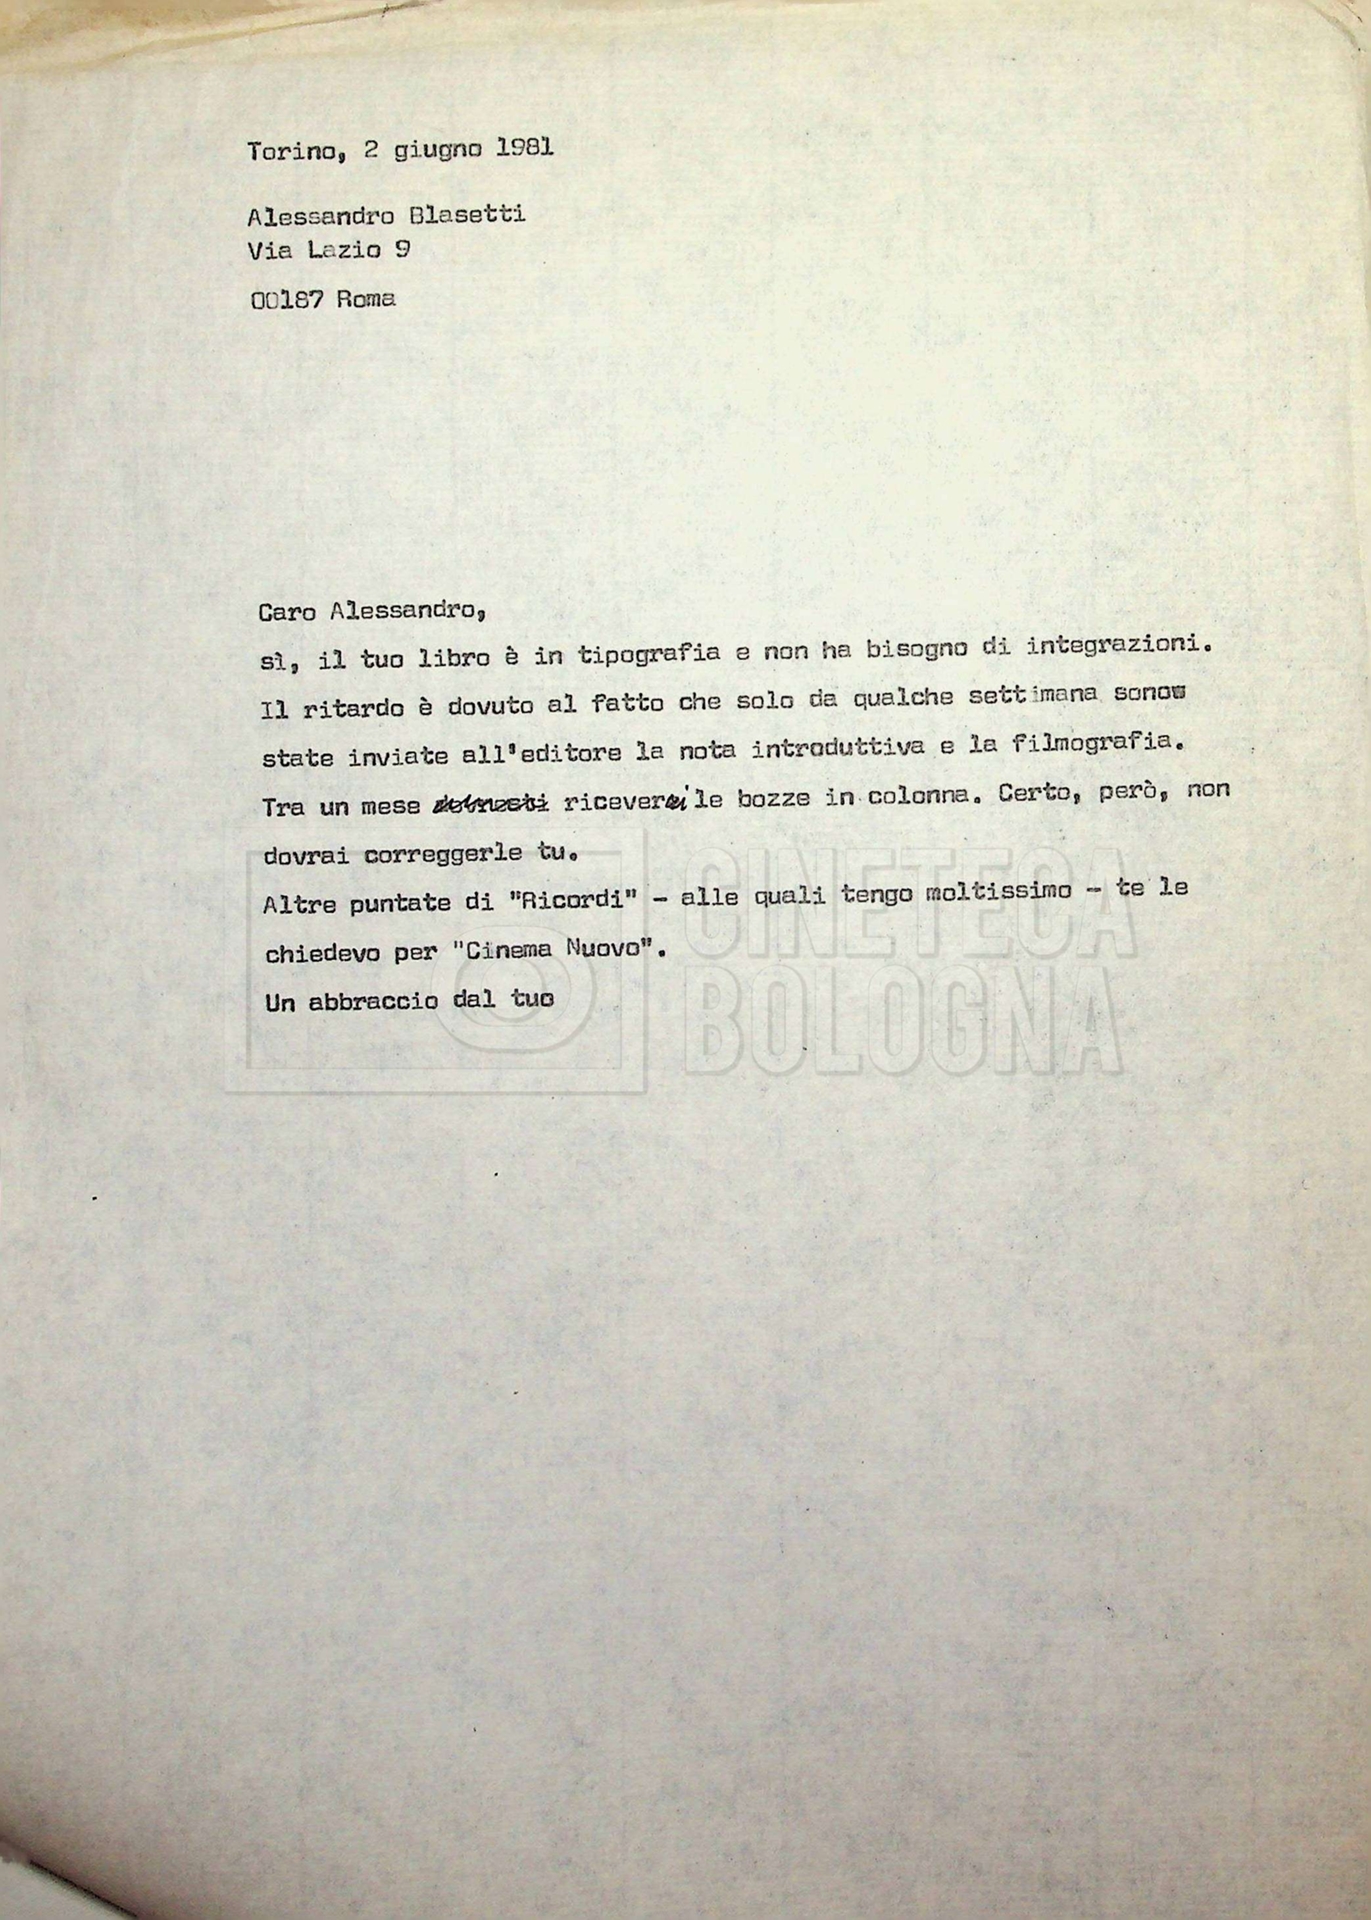 Torino, 2 giugno 1981
Alessandro Blasetti
Via Lazio 9
00187 Roma
Caro Alessandro,
sì, il tuo libro è in tipografia e non ha bisogno di integrazioni.
Il ritardo è dovuto al fatto che solo da qualche settimana sono
state inviate all'editore la nota introduttiva e la filmografia.
Tra un mese riceverai le bozze in colonna. Certo, però, non
dovrai correggerle tu.
Altre puntate di "Ricordi" - alle quali tengo moltissimo - te le
chiedevo per "Cinema Nuovo".
Un abbraccio dal tuo
CINETECA
BOLOGNA